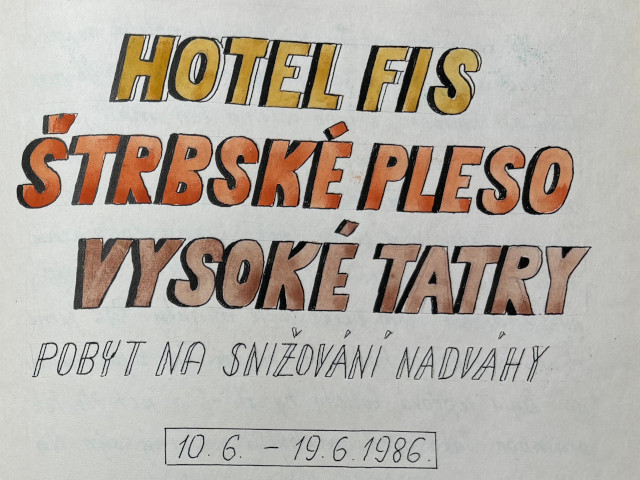 HOTEL FIS
ŠTRBSKÉ PLESO
VYSOKÉ TATRY
POBYT NA SNIŽOVÁNÍ NADVÁHY
10. 6. - 19. 6. 1986.